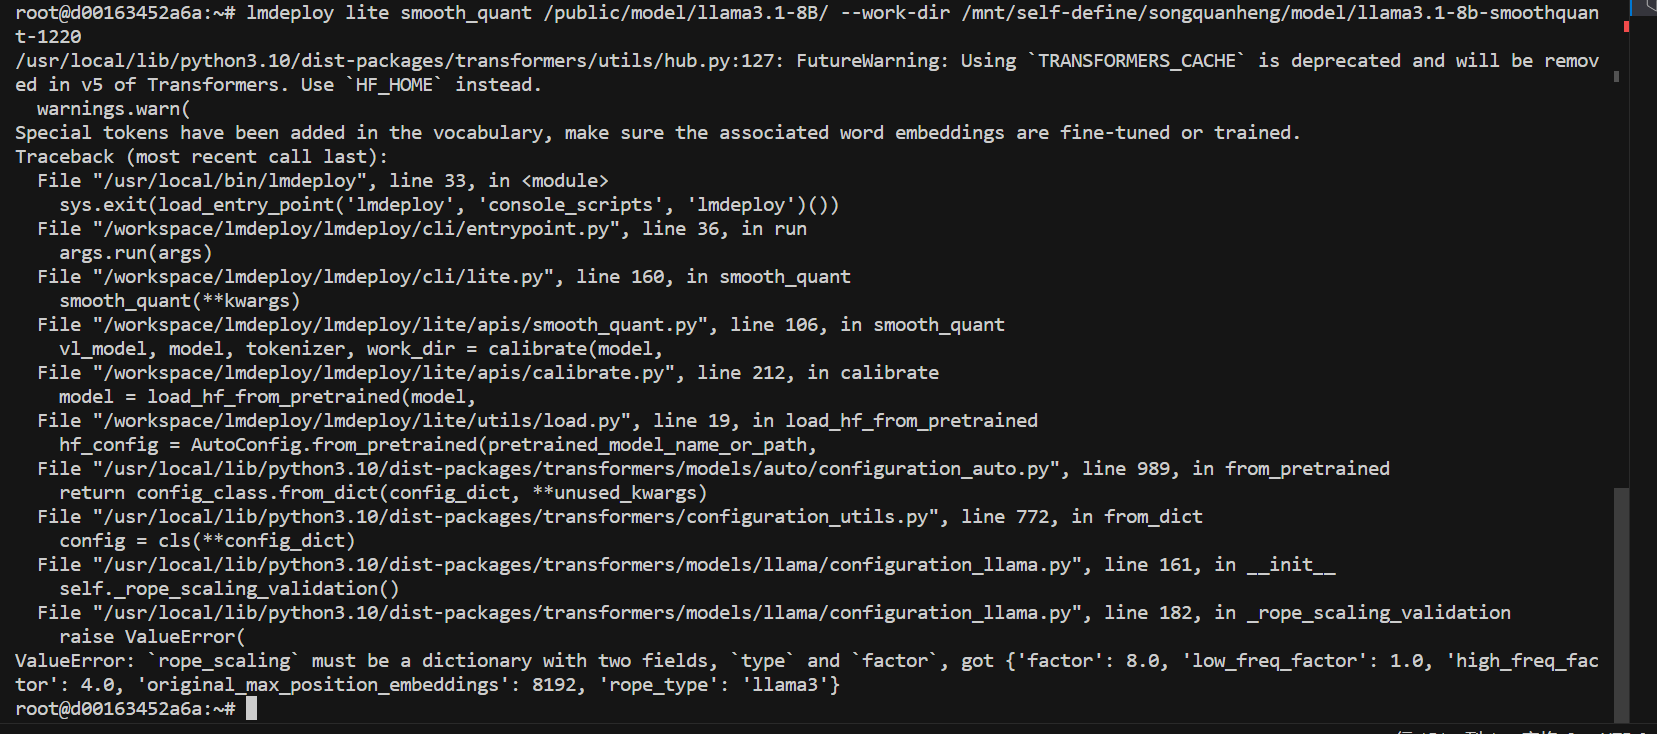 root@d00163452a6a:~# lmdeploy lite smooth_quant /public/model/llama3.1-8B/ --work-dir /mnt/self-define/songquanheng/model/llama3.1-8b-smoothquan
t-1220
/usr/local/lib/python3.10/dist-packages/transformers/utils/hub.py:127: FutureWarning: Using `TRANSFORMERS_CACHE` is deprecated and will be remov
ed in v5 of Transformers. Use `HF_HOME` instead.
  warnings.warn(
Special tokens have been added in the vocabulary, make sure the associated word embeddings are fine-tuned or trained.
Traceback (most recent call last):
  File "/usr/local/bin/lmdeploy", line 33, in <module>
    sys.exit(load_entry_point('lmdeploy', 'console_scripts', 'lmdeploy')())
  File "/workspace/lmdeploy/lmdeploy/cli/entrypoint.py", line 36, in run
    args.run(args)
  File "/workspace/lmdeploy/lmdeploy/cli/lite.py", line 160, in smooth_quant
    smooth_quant(**kwargs)
  File "/workspace/lmdeploy/lmdeploy/lite/apis/smooth_quant.py", line 106, in smooth_quant
    vl_model, model, tokenizer, work_dir = calibrate(model,
  File "/workspace/lmdeploy/lmdeploy/lite/apis/calibrate.py", line 212, in calibrate
    model = load_hf_from_pretrained(model,
  File "/workspace/lmdeploy/lmdeploy/lite/utils/load.py", line 19, in load_hf_from_pretrained
    hf_config = AutoConfig.from_pretrained(pretrained_model_name_or_path,
  File "/usr/local/lib/python3.10/dist-packages/transformers/models/auto/configuration_auto.py", line 989, in from_pretrained
    return config_class.from_dict(config_dict, **unused_kwargs)
  File "/usr/local/lib/python3.10/dist-packages/transformers/configuration_utils.py", line 772, in from_dict
    config = cls(**config_dict)
  File "/usr/local/lib/python3.10/dist-packages/transformers/models/llama/configuration_llama.py", line 161, in __init__
    self._rope_scaling_validation()
  File "/usr/local/lib/python3.10/dist-packages/transformers/models/llama/configuration_llama.py", line 182, in _rope_scaling_validation
    raise ValueError(
ValueError: `rope_scaling` must be a dictionary with two fields, `type` and `factor`, got {'factor': 8.0, 'low_freq_factor': 1.0, 'high_freq_fac
tor': 4.0, 'original_max_position_embeddings': 8192, 'rope_type': 'llama3'}
root@d00163452a6a:~#